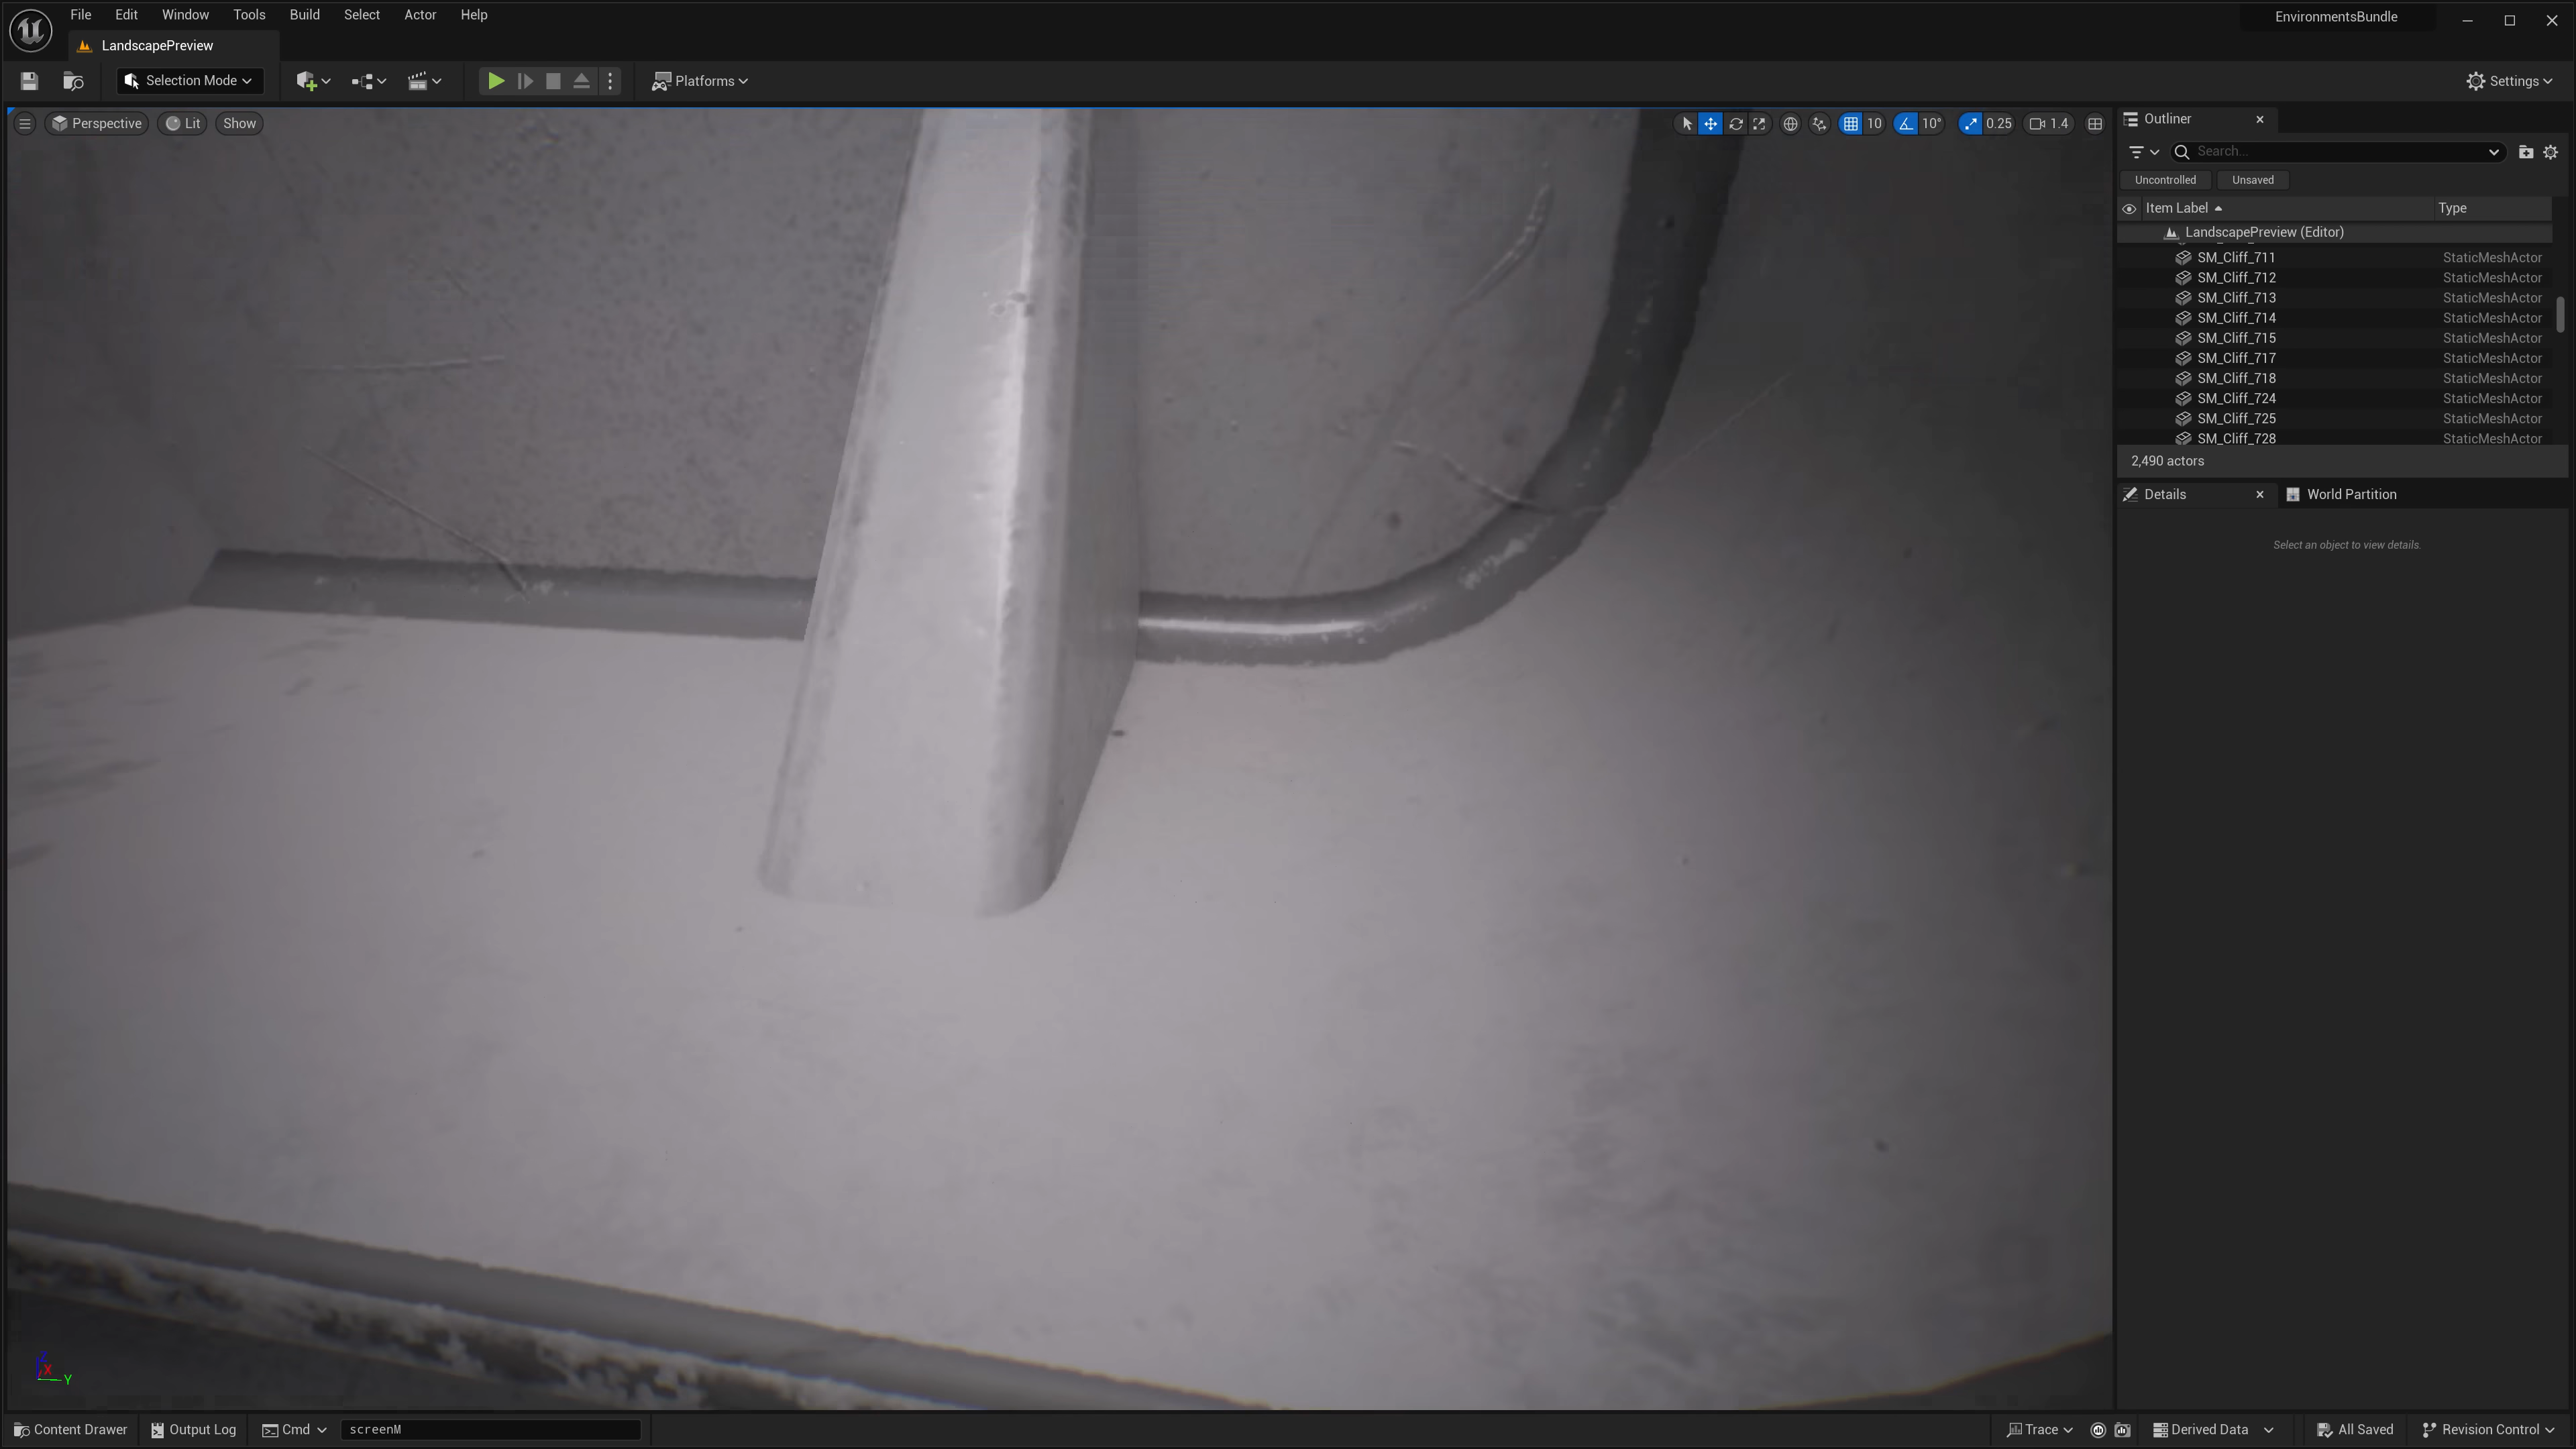 File Edit Window Tools Build Select Actor Help
EnvironmentsBundle
LandscapePreview
Selection Mode
Platforms
Settings
Perspective Lit Show
10 10° 0.25 1.4
Outliner
Search...
Uncontrolled Unsaved
Item Label Type
LandscapePreview (Editor)
SM_Cliff_711 StaticMeshActor
SM_Cliff_712 StaticMeshActor
SM_Cliff_713 StaticMeshActor
SM_Cliff_714 StaticMeshActor
SM_Cliff_715 StaticMeshActor
SM_Cliff_717 StaticMeshActor
SM_Cliff_718 StaticMeshActor
SM_Cliff_724 StaticMeshActor
SM_Cliff_725 StaticMeshActor
SM_Cliff_728 StaticMeshActor
2,490 actors
Details World Partition
Select an object to view details.
X
Y
Content Drawer Output Log Cmd screenM Trace Derived Data All Saved Revision Control